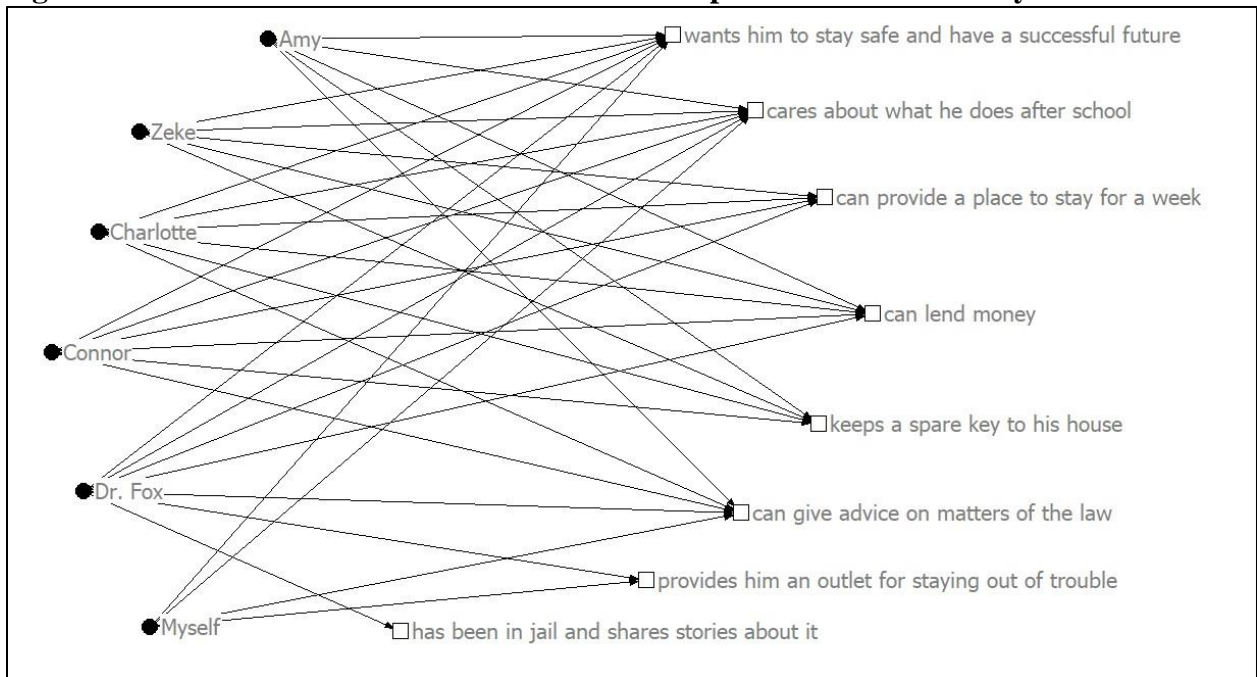 Amy
wants him to stay safe and have a successful future
cares about what he does after school
Zeke
can provide a place to stay for a week
Charlotte
can lend money
Connor
keeps a spare key to his house
Dr. Fox
can give advice on matters of the law
provides him an outlet for staying out of trouble
Myself
has been in jail and shares stories about it